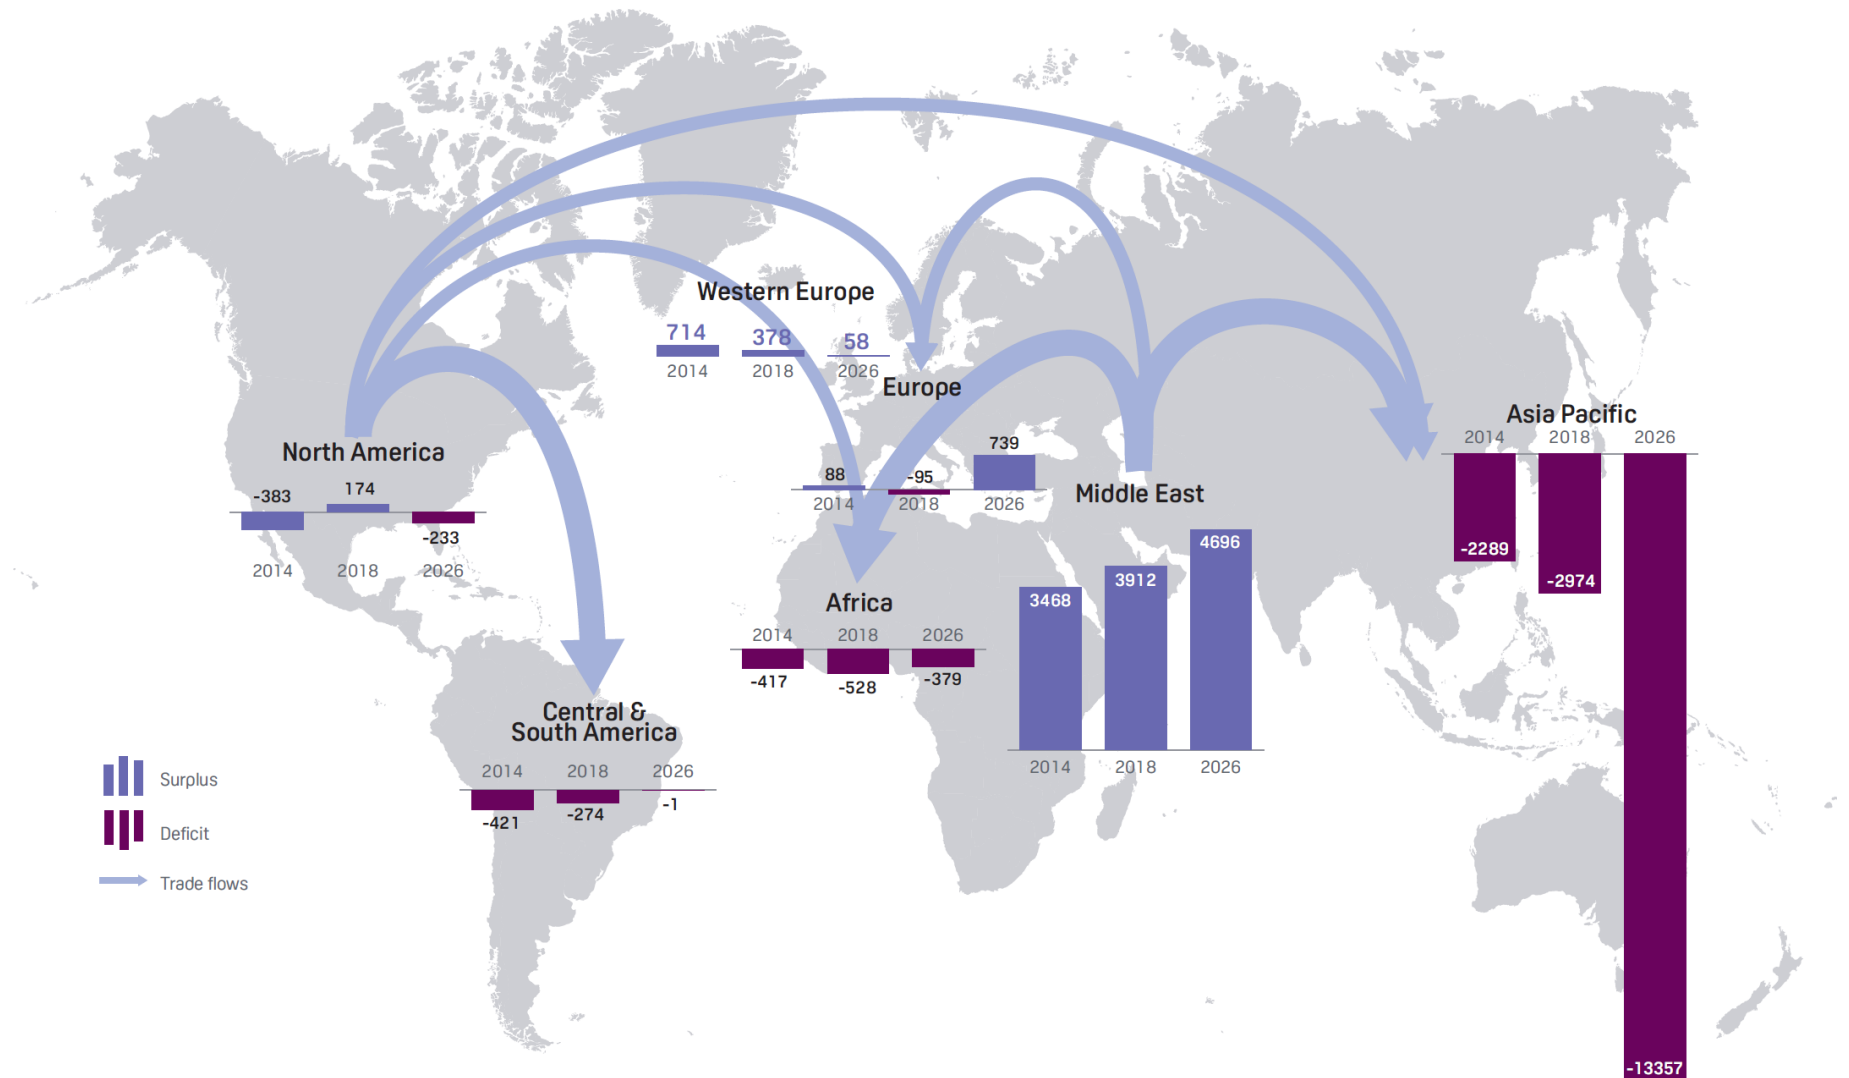 Western Europe
714 378 58
2014 2018 2026
Europe
88 -95 739
2014 2018 2026
North America
-383 174 -233
2014 2018 2026
Asia Pacific
2014 2018 2026
-2289 -2974 -13357
Middle East
3468 3912 4696
2014 2018 2026
Africa
2014 2018 2026
-417 -528 -379
Central &
South America
2014 2018 2026
-421 -274 -1
Surplus
Deficit
Trade flows